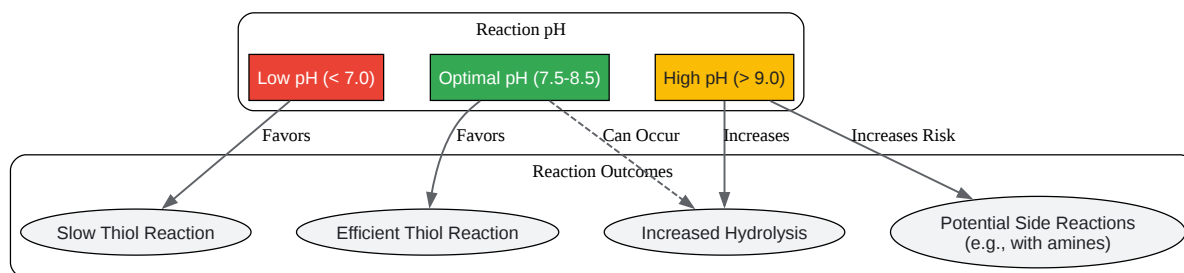 Reaction pH
Low pH (< 7.0)
Optimal pH (7.5-8.5)
High pH (> 9.0)
Favors
Favors
Can Occur
Increases
Increases Risk
Reaction Outcomes
Slow Thiol Reaction
Efficient Thiol Reaction
Increased Hydrolysis
Potential Side Reactions
(e.g., with amines)